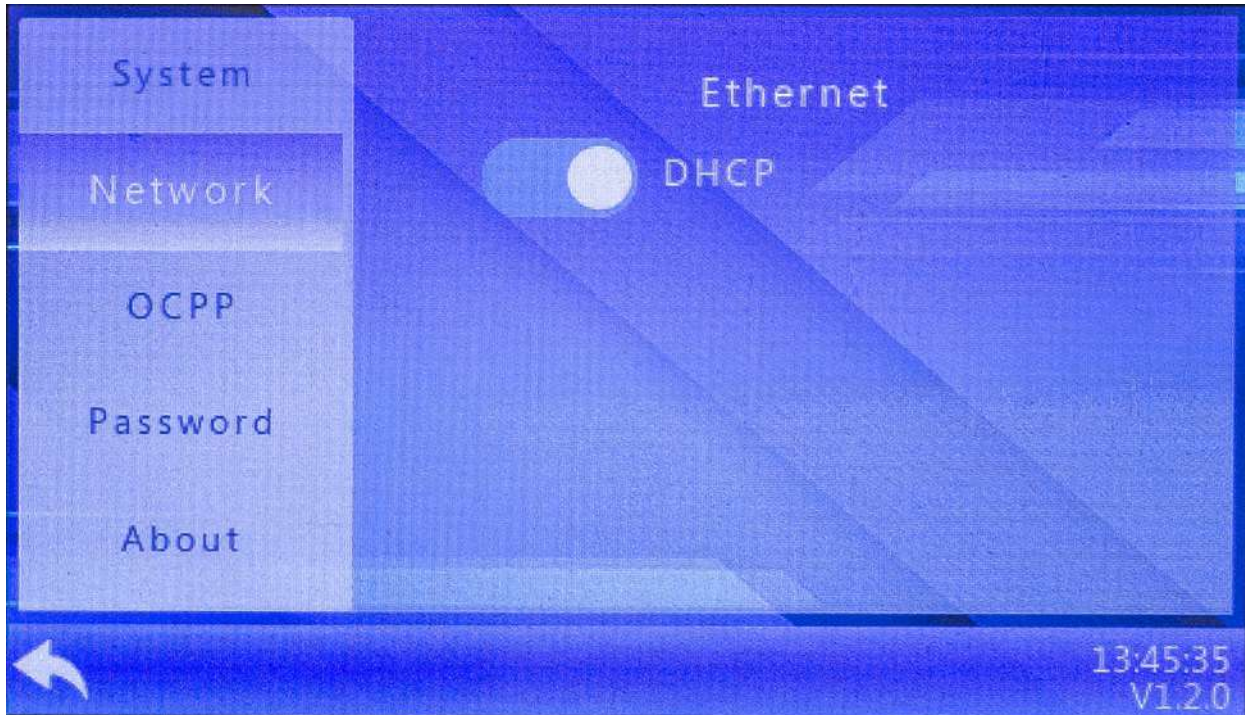 System
Network
OCPP
Password
About
Ethernet
DHCP
13:45:35
V1.2.0